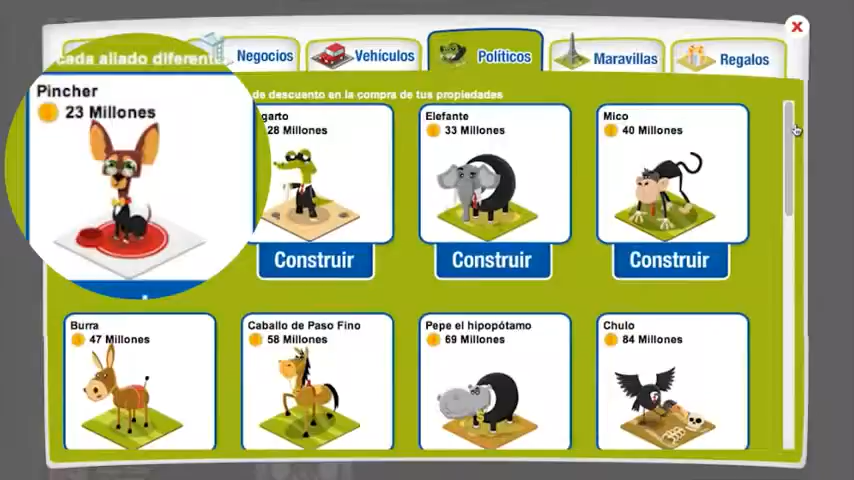 Negocios
Vehículos
Políticos
Maravillas
Regalos
cada aliado
de descuento en la compra de tus propiedades
Pincher
23 Millones
28 Millones
Elefante
33 Millones
Mico
40 Millones
Construir
Construir
Construir
Burra
47 Millones
Caballo de Paso Fino
58 Millones
Pepe el hipopótamo
69 Millones
Chulo
84 Millones